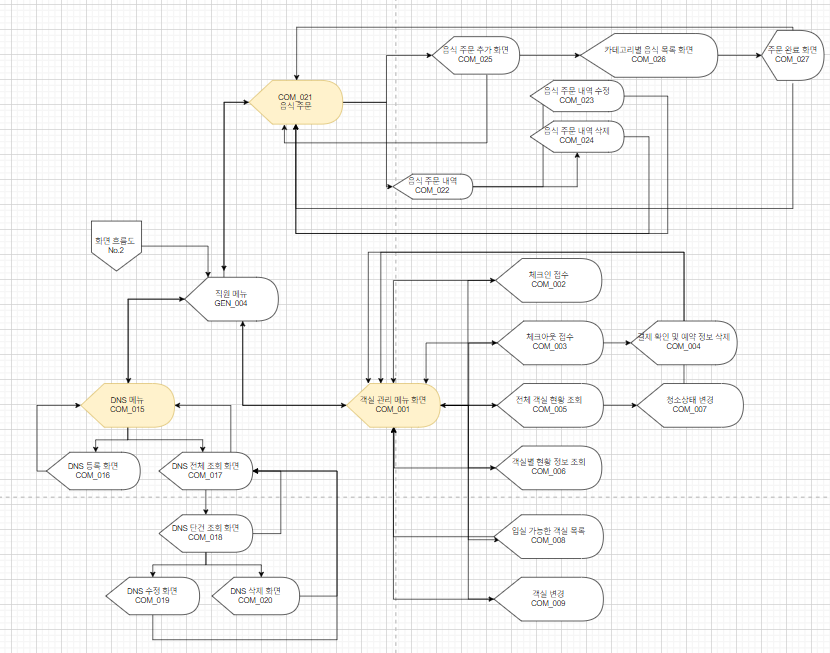 음식 주문 추가 화면
COM_025
카테고리별 음식 목록 화면
COM_026
주문 완료 화면
COM_027
COM_021
음식 주문
음식 주문 내역 수정
COM_023
음식 주문 내역 삭제
COM_024
음식 주문 내역
COM_022
화면 흐름도
No.2
직원 메뉴
GEN_004
체크인 접수
COM_002
체크아웃 접수
COM_003
결제 확인 및 예약 정보 삭제
COM_004
DNS 메뉴
COM_015
객실 관리 메뉴 화면
COM_001
전체 객실 현황 조회
COM_005
청소상태 변경
COM_007
DNS 등록 화면
COM_016
DNS 전체 조회 화면
COM_017
객실별 현황 정보 조회
COM_006
DNS 단건 조회 화면
COM_018
입실 가능한 객실 목록
COM_008
DNS 수정 화면
COM_019
DNS 삭제 화면
COM_020
객실 변경
COM_009